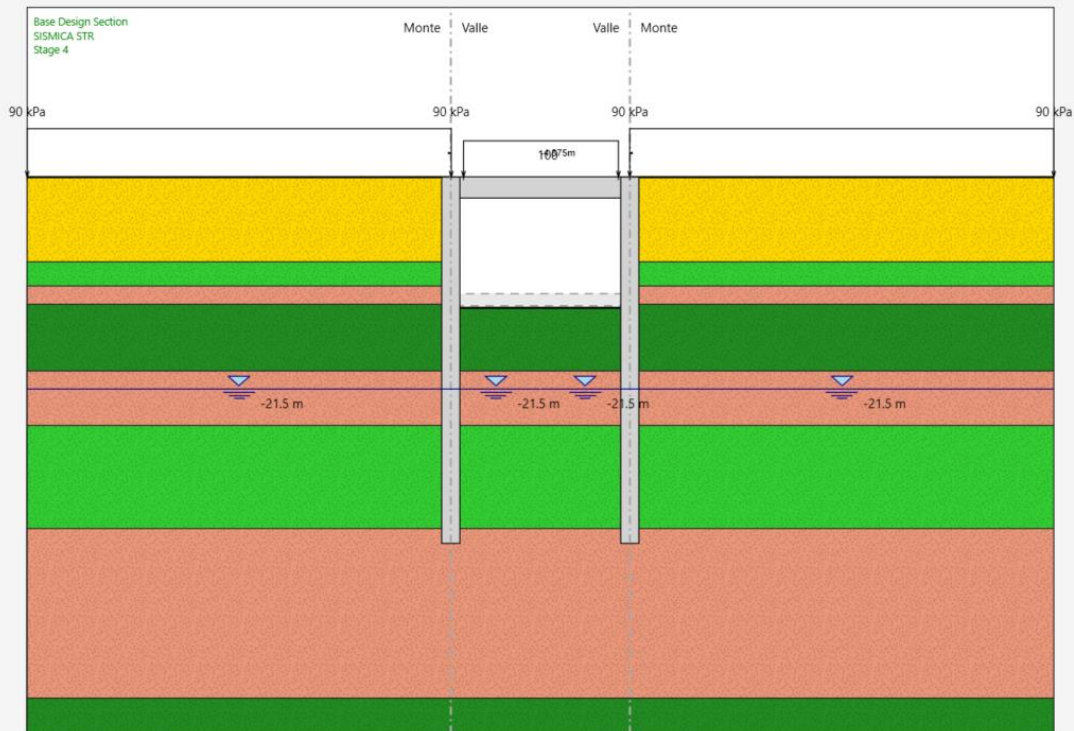 Base Design Section
SISMICA STR
Stage 4
Monte Valle Valle Monte
90 kPa 90 kPa 90 kPa 90 kPa
100
-21.5 m -21.5 m -21.5 m -21.5 m